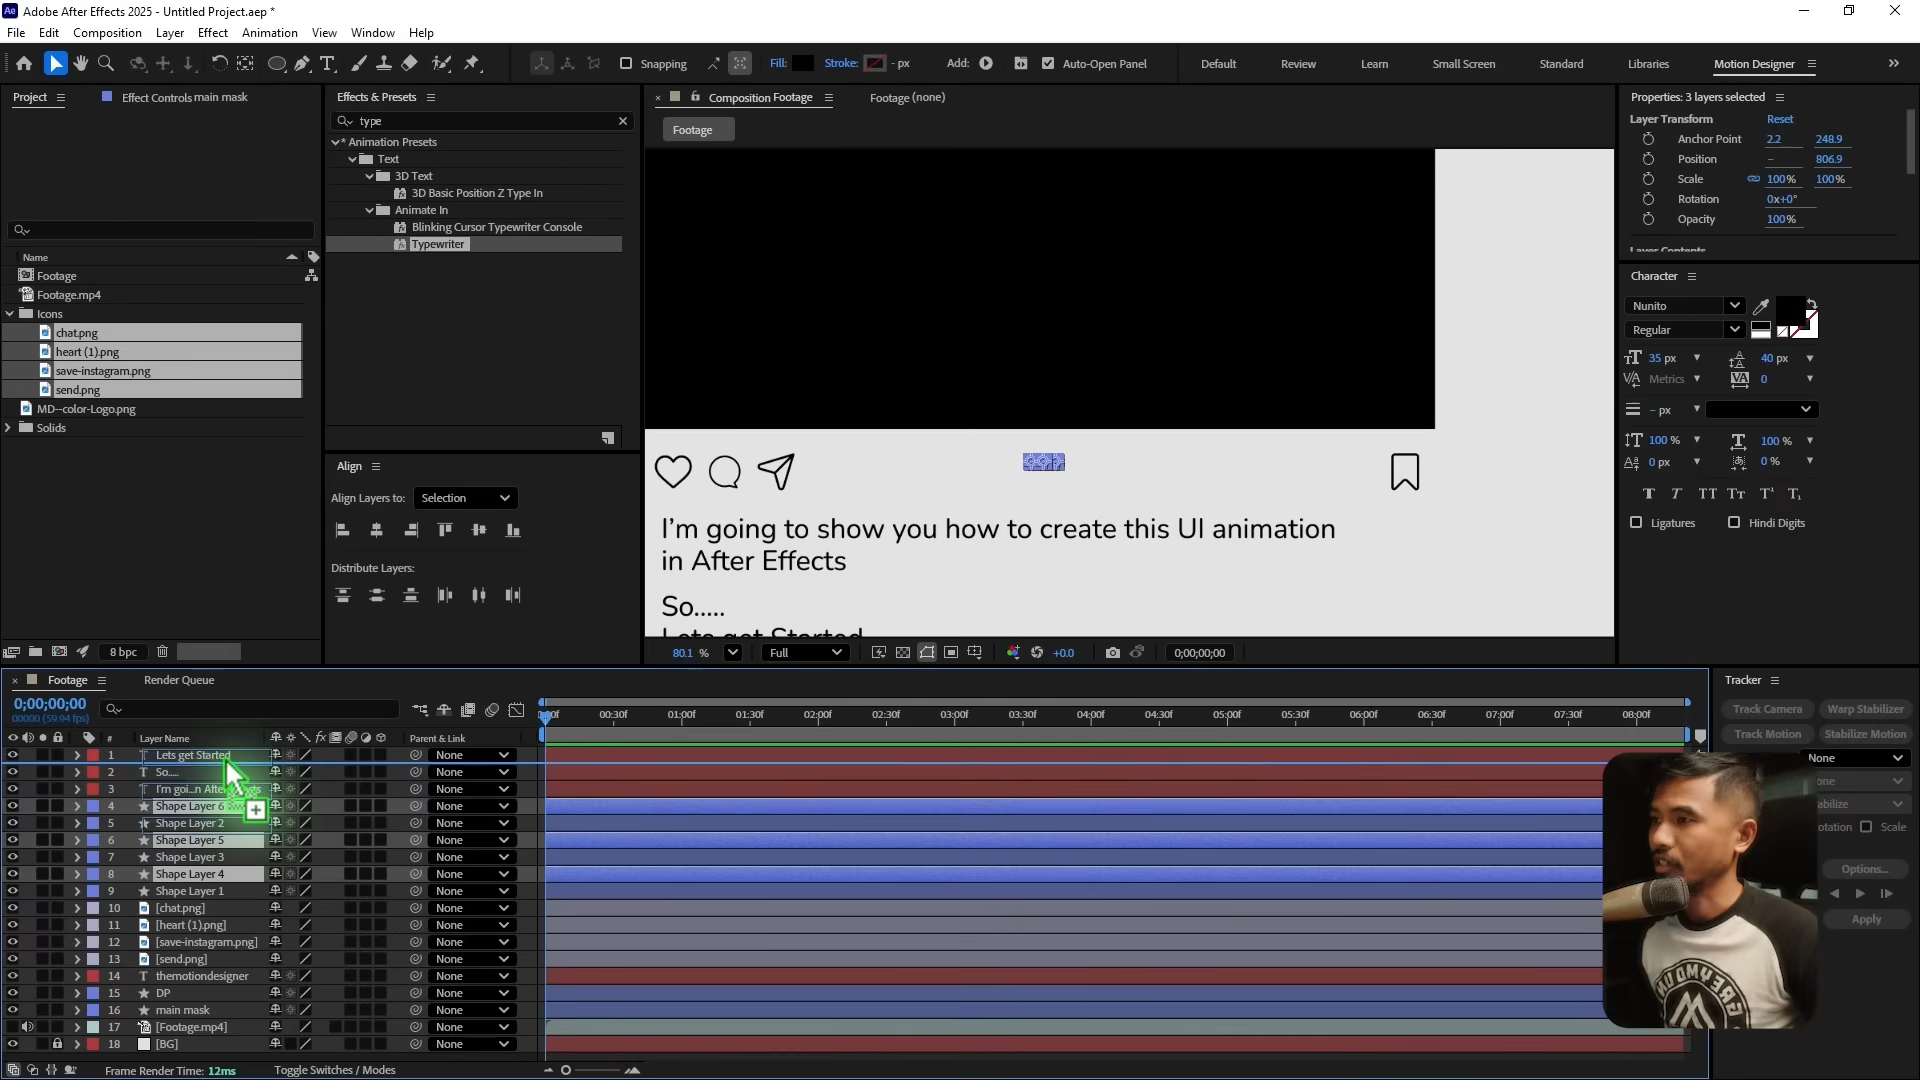 Ae Adobe After Effects 2025 - Untitled Project.aep *
File Edit Composition Layer Effect Animation View Window Help
Snapping Fill: Stroke: - px Add: Auto-Open Panel Default Review Learn Small Screen Standard Libraries Motion Designer
Project Effect Controls main mask
Name
Footage
Footage.mp4
Icons
chat.png
heart (1).png
save-instagram.png
send.png
MD--color-Logo.png
Solids
8 bpc
Effects & Presets
type
* Animation Presets
Text
3D Text
3D Basic Position Z Type In
Animate In
Blinking Cursor Typewriter Console
Typewriter
Align
Align Layers to: Selection
Distribute Layers:
Composition Footage Footage (none)
Footage
I'm going to show you how to create this UI animation
in After Effects
So.....
Lets get Started
80.1 % Full +0.0 0;00;00;00
Properties: 3 layers selected
Layer Transform Reset
Anchor Point 2.2 248.9
Position – 806.9
Scale 100% 100%
Rotation 0x+0°
Opacity 100%
Layer Contents
Character
Nunito
Regular
35 px 40 px
Metrics 0
- px
100 % 100 %
0 px 0 %
Ligatures Hindi Digits
Footage Render Queue
0;00;00;00
00000 (59.94 fps)
00:30f 01:00f 01:30f 02:00f 02:30f 03:00f 03:30f 04:00f 04:30f 05:00f 05:30f 06:00f 06:30f 07:00f 07:30f 08:00f
# Layer Name Parent & Link
1 Lets get Started None
2 So..... None
3 I'm goi...n After None
4 Shape Layer 6 None
5 Shape Layer 2 None
6 Shape Layer 5 None
7 Shape Layer 3 None
8 Shape Layer 4 None
9 Shape Layer 1 None
10 [chat.png] None
11 [heart (1).png] None
12 [save-instagram.png] None
13 [send.png] None
14 themotiondesigner None
15 DP None
16 main mask None
17 [Footage.mp4] None
18 [BG] None
Frame Render Time: 12ms Toggle Switches / Modes
Tracker
Track Camera Warp Stabilizer
Track Motion Stabilize Motion
None
Scale
Options...
Apply